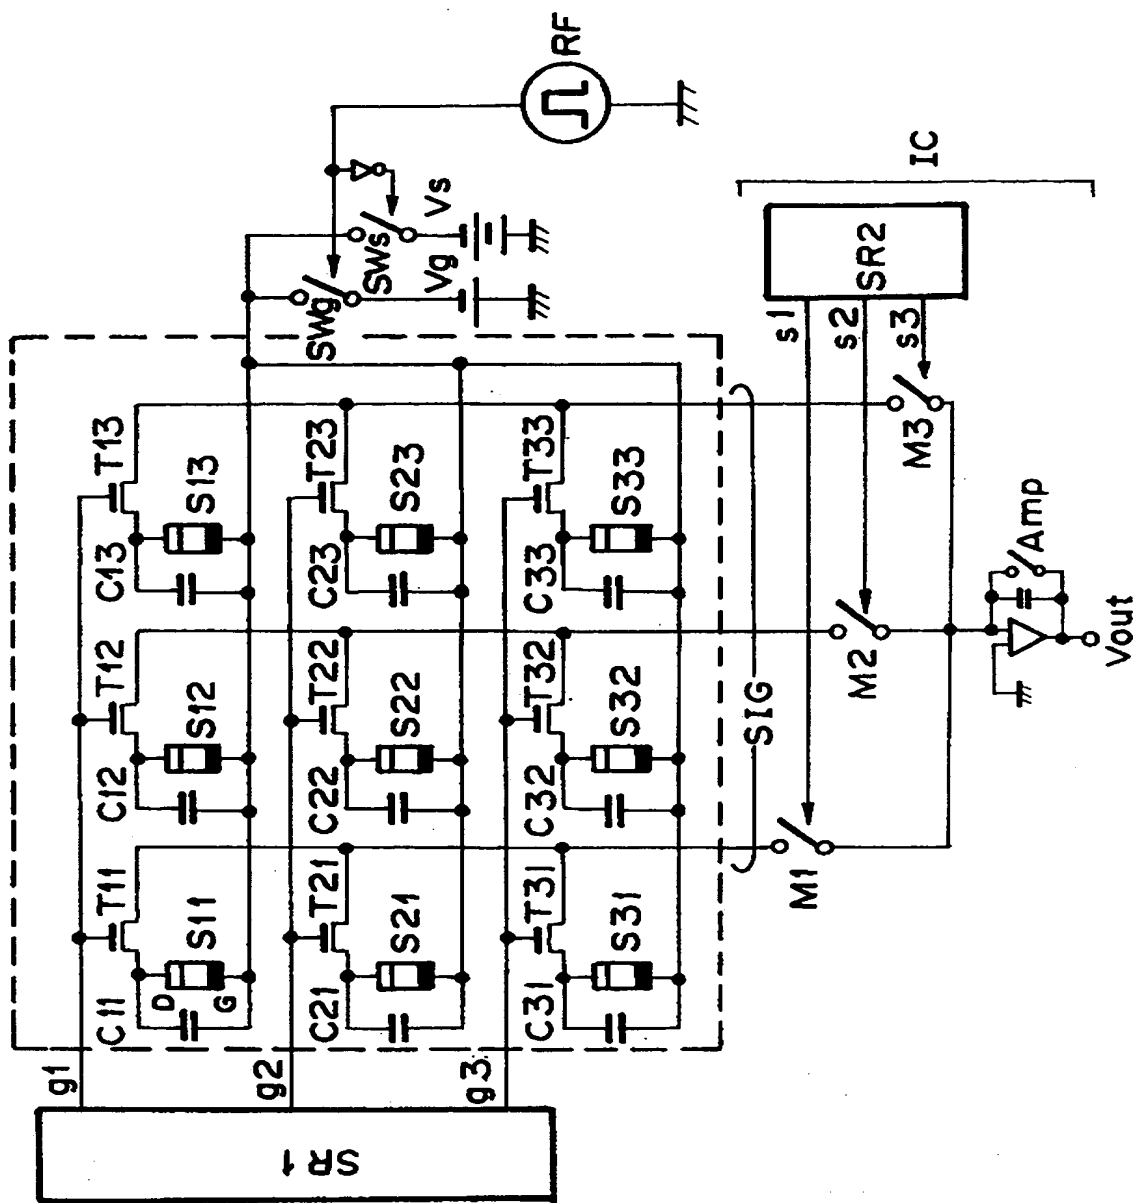 SR1
g1
g2
g3
C11
T11
D
G
S11
C12
T12
S12
C13
T13
S13
C21
T21
S21
C22
T22
S22
C23
T23
S23
C31
T31
S31
C32
T32
S32
C33
T33
S33
SWg
Vg
SWs
Vs
RF
SIG
M1
M2
M3
s1
s2
s3
SR2
IC
Amp
Vout